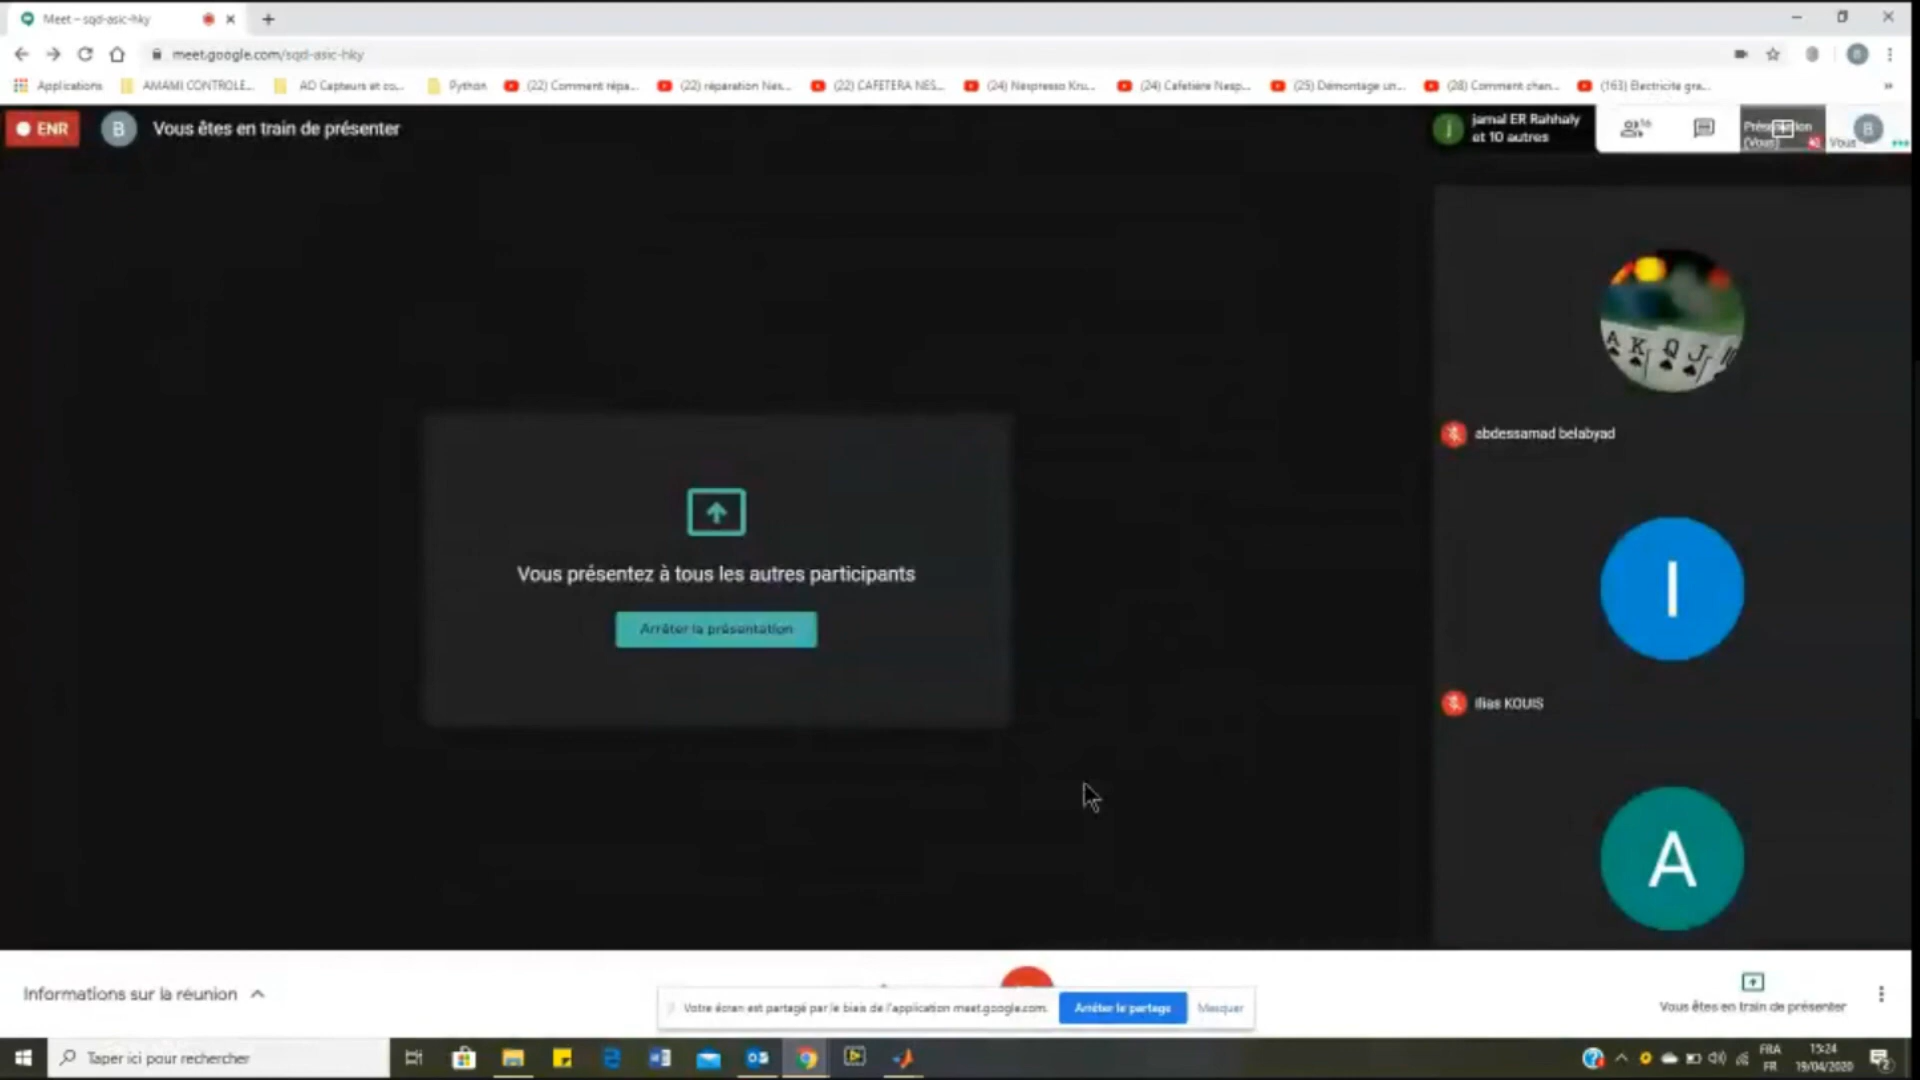 Meet – sqd-asic-hky
meet.google.com/sqd-asic-hky
Applications
AMAMI CONTROLE...
AD Capteurs et co...
Python
(22) Comment répa...
(22) réparation Nes...
(22) CAFETERA NES...
(24) Nespresso Kru...
(24) Cafetière Nesp...
(25) Démontage un...
(28) Comment chan...
(163) Electricité gra...
»
ENR
B
Vous êtes en train de présenter
jamal ER Rahhaly
et 10 autres
16
Présentation
(Vous)
Vous
B
A K Q J
abdessamad belabyad
I
ilias KOUIS
A
Vous présentez à tous les autres participants
Arrêter la présentation
Informations sur la réunion
Votre écran est partagé par le biais de l'application meet.google.com.
Arrêter le partage
Masquer
Vous êtes en train de présenter
Taper ici pour rechercher
FRA
FR
15:24
19/04/2020
2